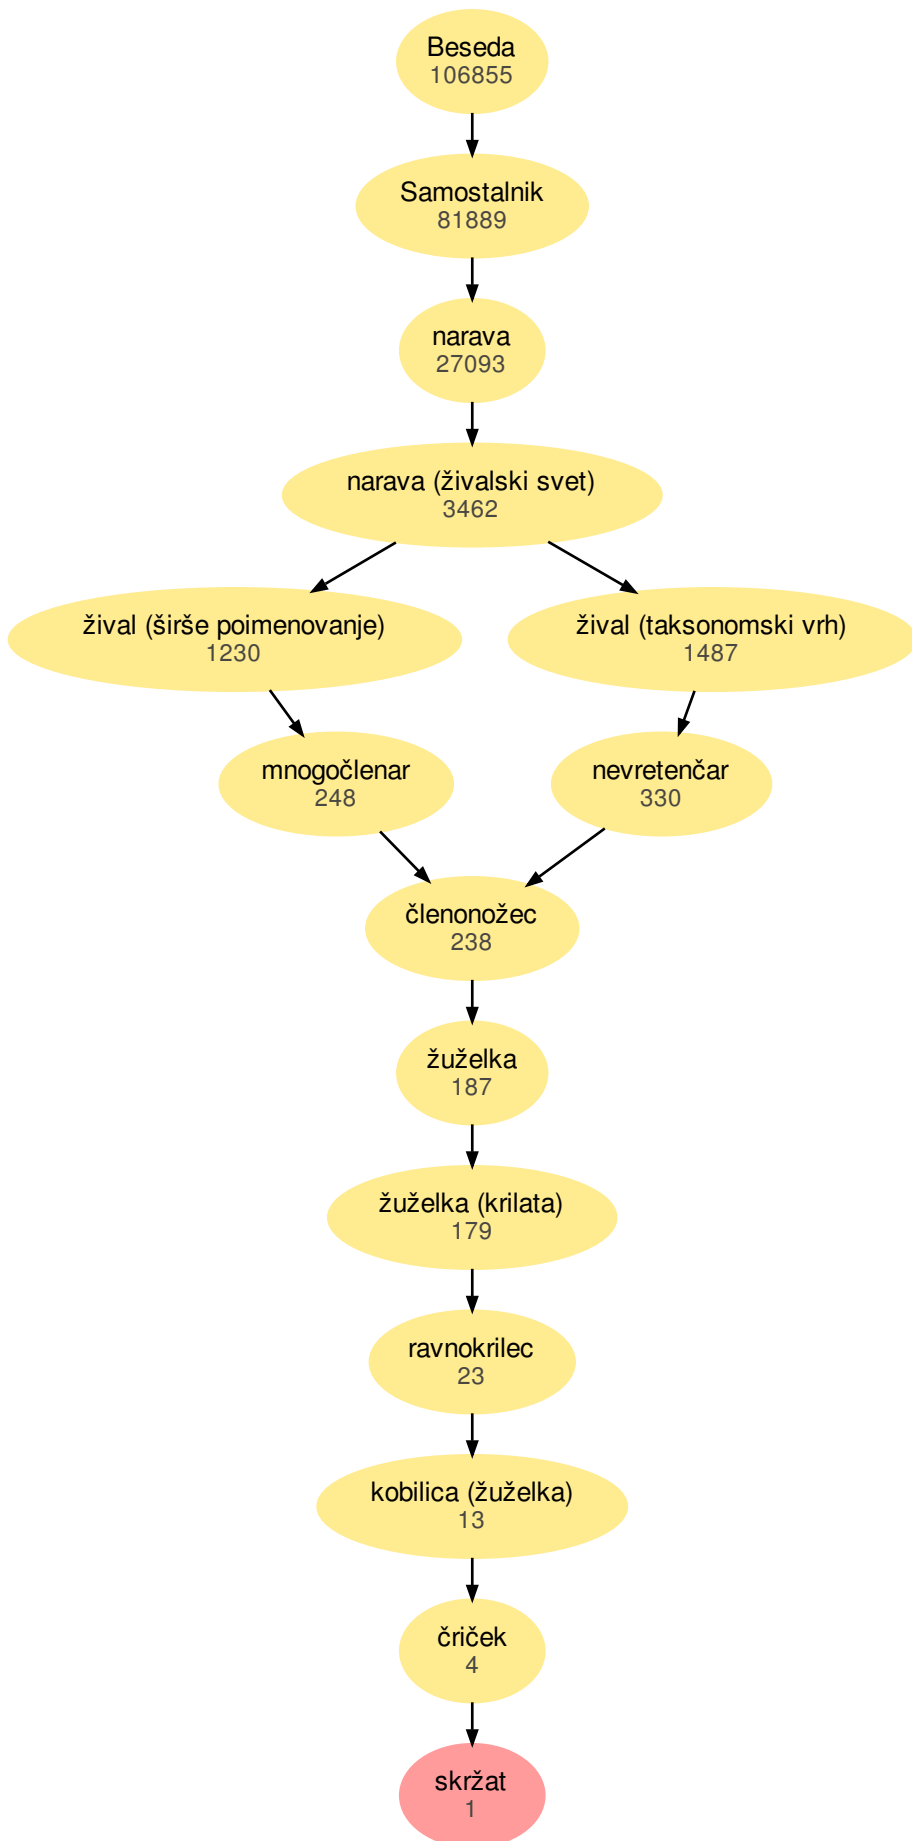 Beseda
106855
Samostalnik
81889
narava
27093
narava (živalski svet)
3462
žival (širše poimenovanje)
1230
žival (taksonomski vrh)
1487
mnogočlenar
248
nevretenčar
330
členonožec
238
žuželka
187
žuželka (krilata)
179
ravnokrilec
23
kobilica (žuželka)
13
čriček
4
skržat
1